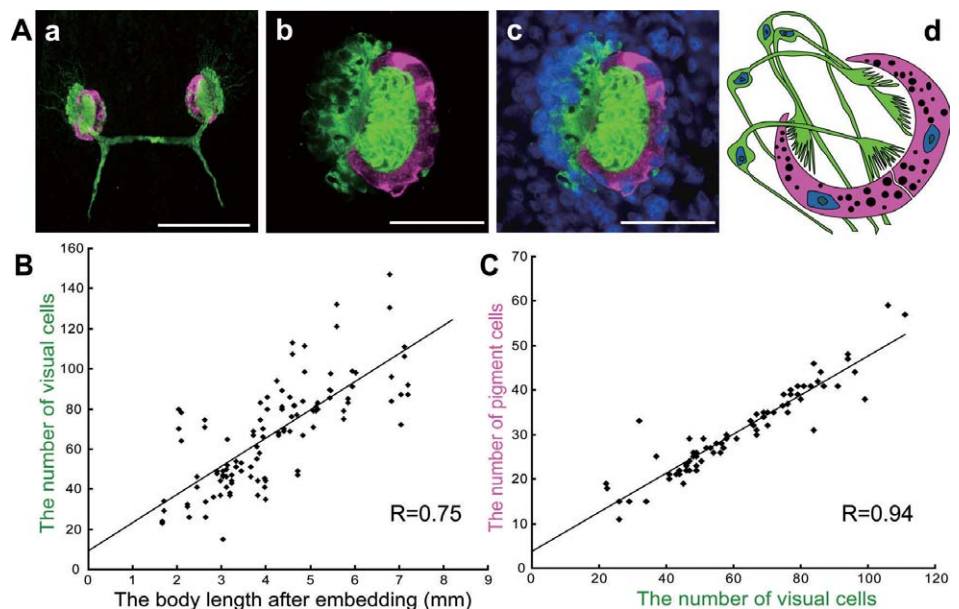 A a b c d
B
The number of visual cells
160
140
120
100
80
60
40
20
0
0 1 2 3 4 5 6 7 8 9
The body length after embedding (mm)
R=0.75
C
The number of pigment cells
70
60
50
40
30
20
10
0
0 20 40 60 80 100 120
The number of visual cells
R=0.94